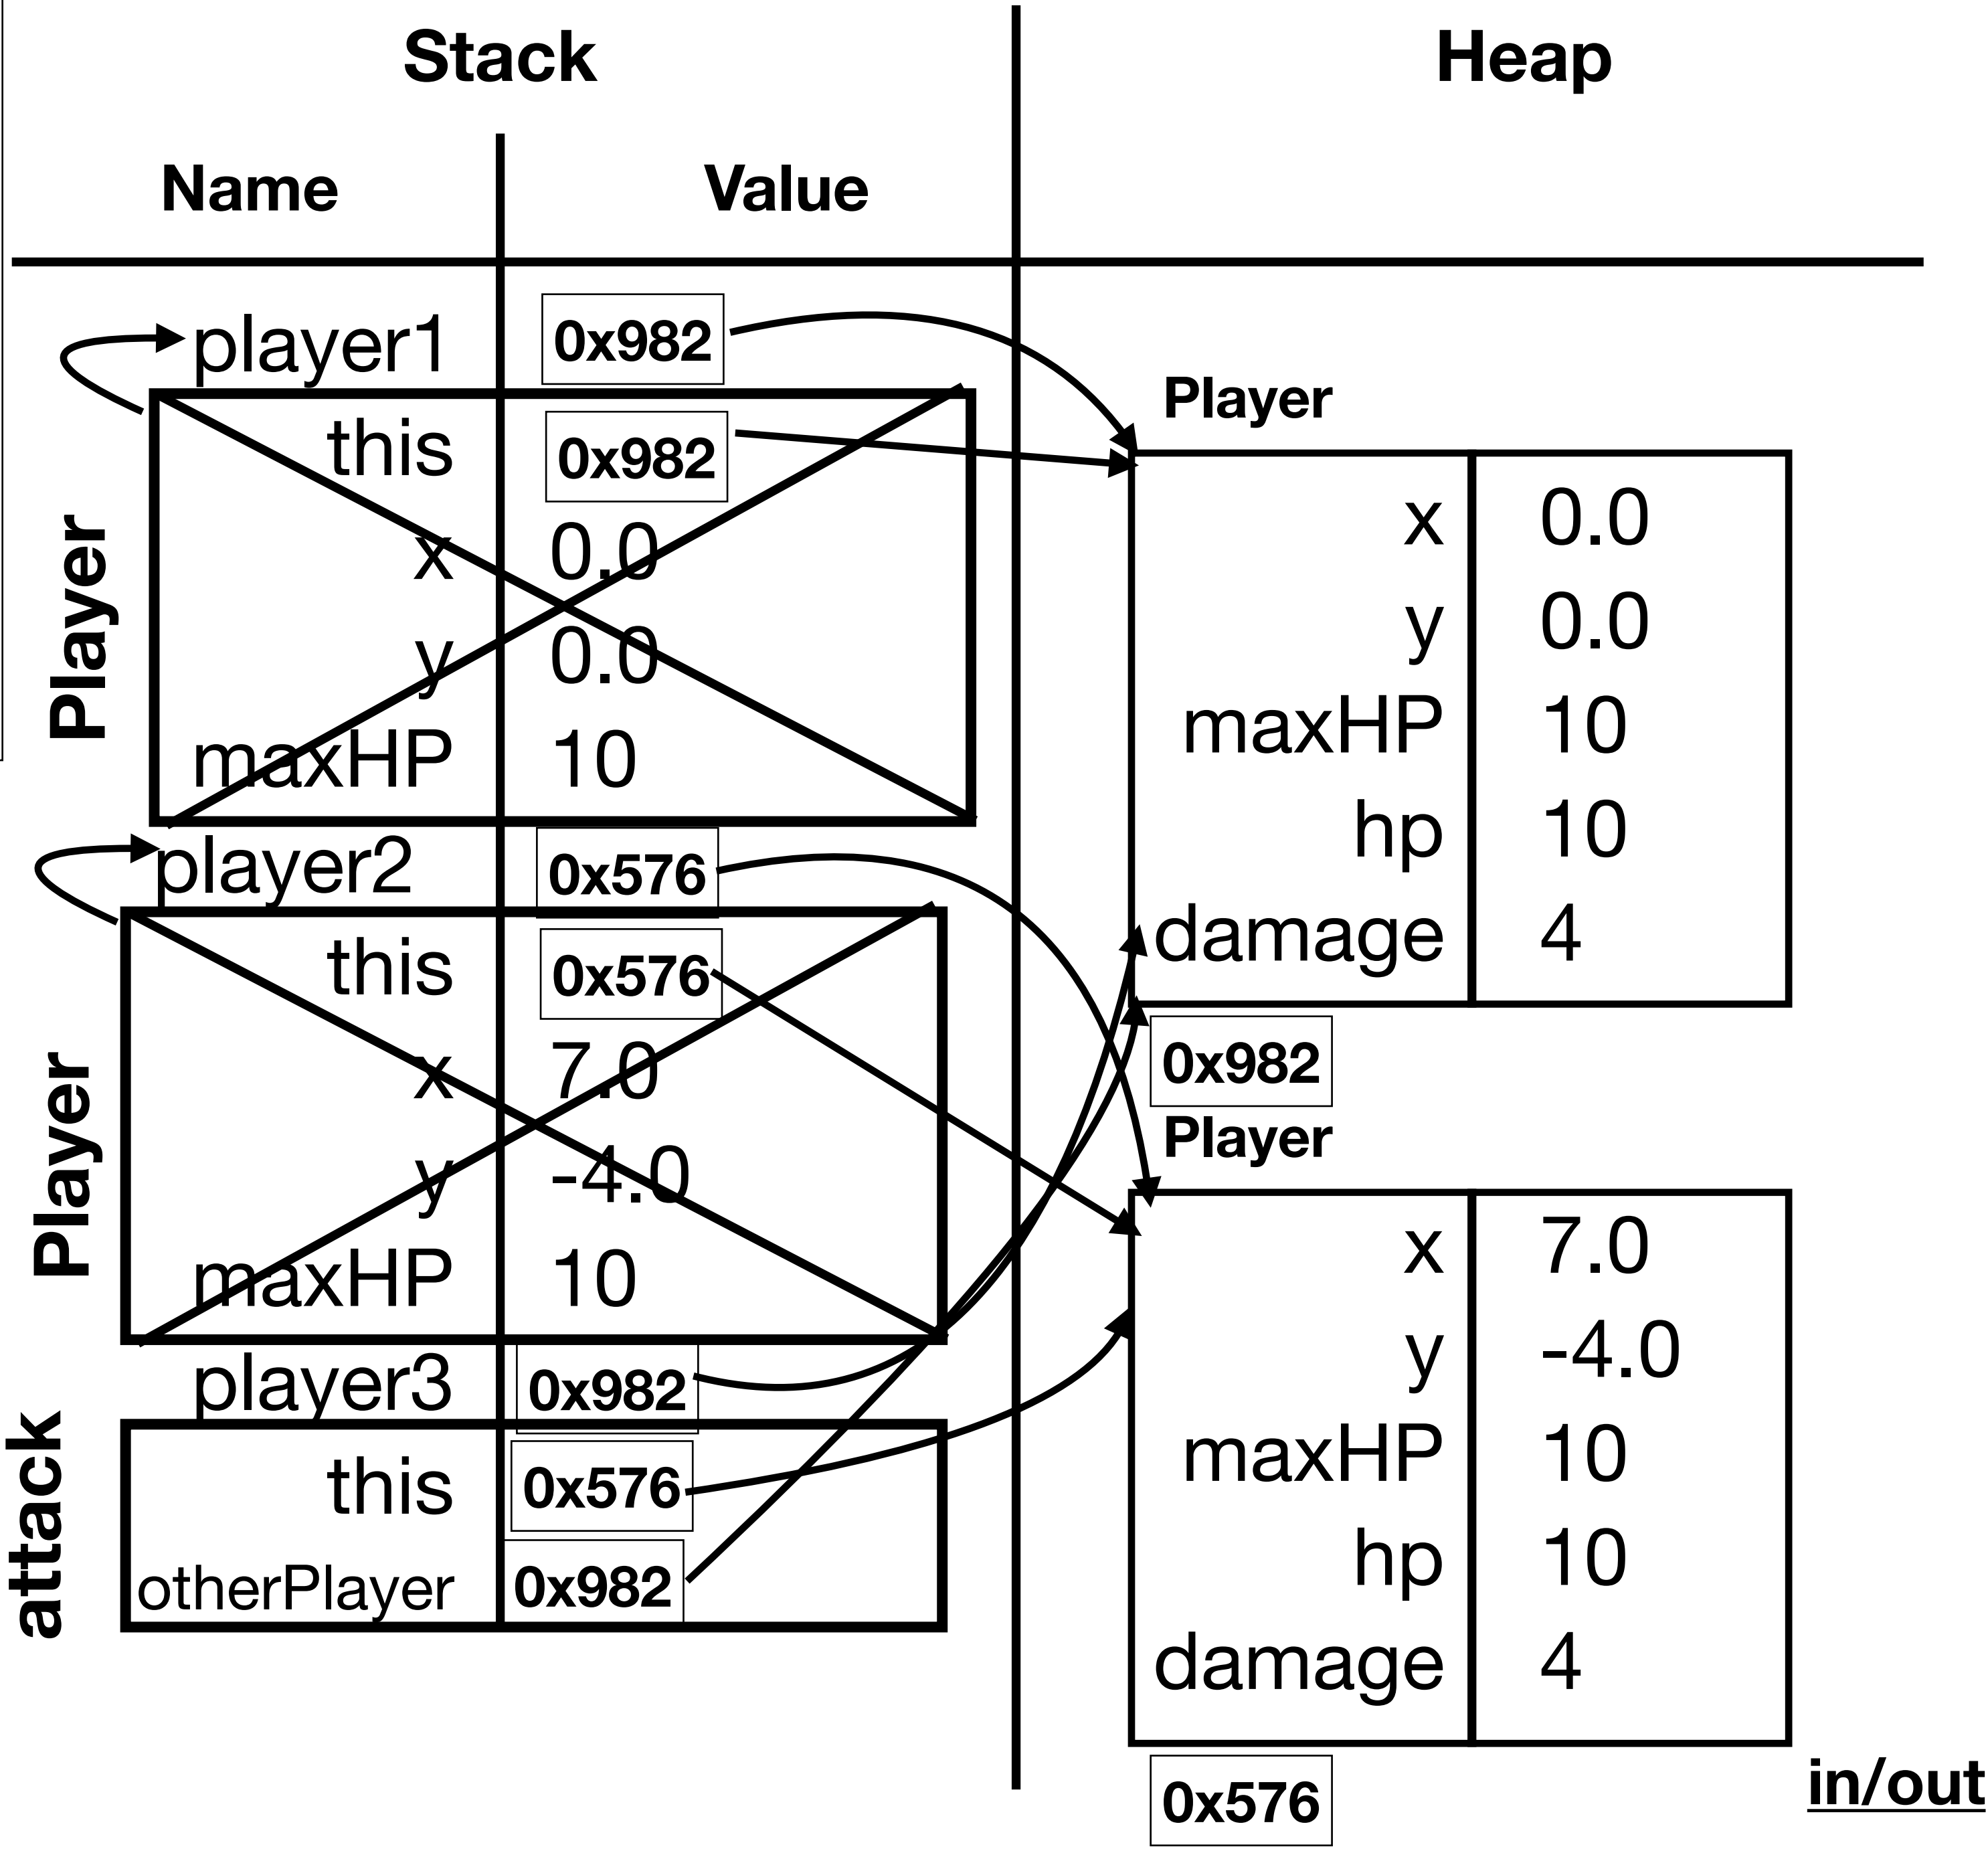 Stack
Heap
Name Value
player1 0x982
Player
this 0x982
x 0.0
y 0.0
maxHP 10
player2 0x576
Player
this 0x576
x 7.0
y -4.0
maxHP 10
player3 0x982
attack
this 0x576
otherPlayer 0x982
Player
x 0.0
y 0.0
maxHP 10
hp 10
damage 4
0x982
Player
x 7.0
y -4.0
maxHP 10
hp 10
damage 4
0x576
in/out